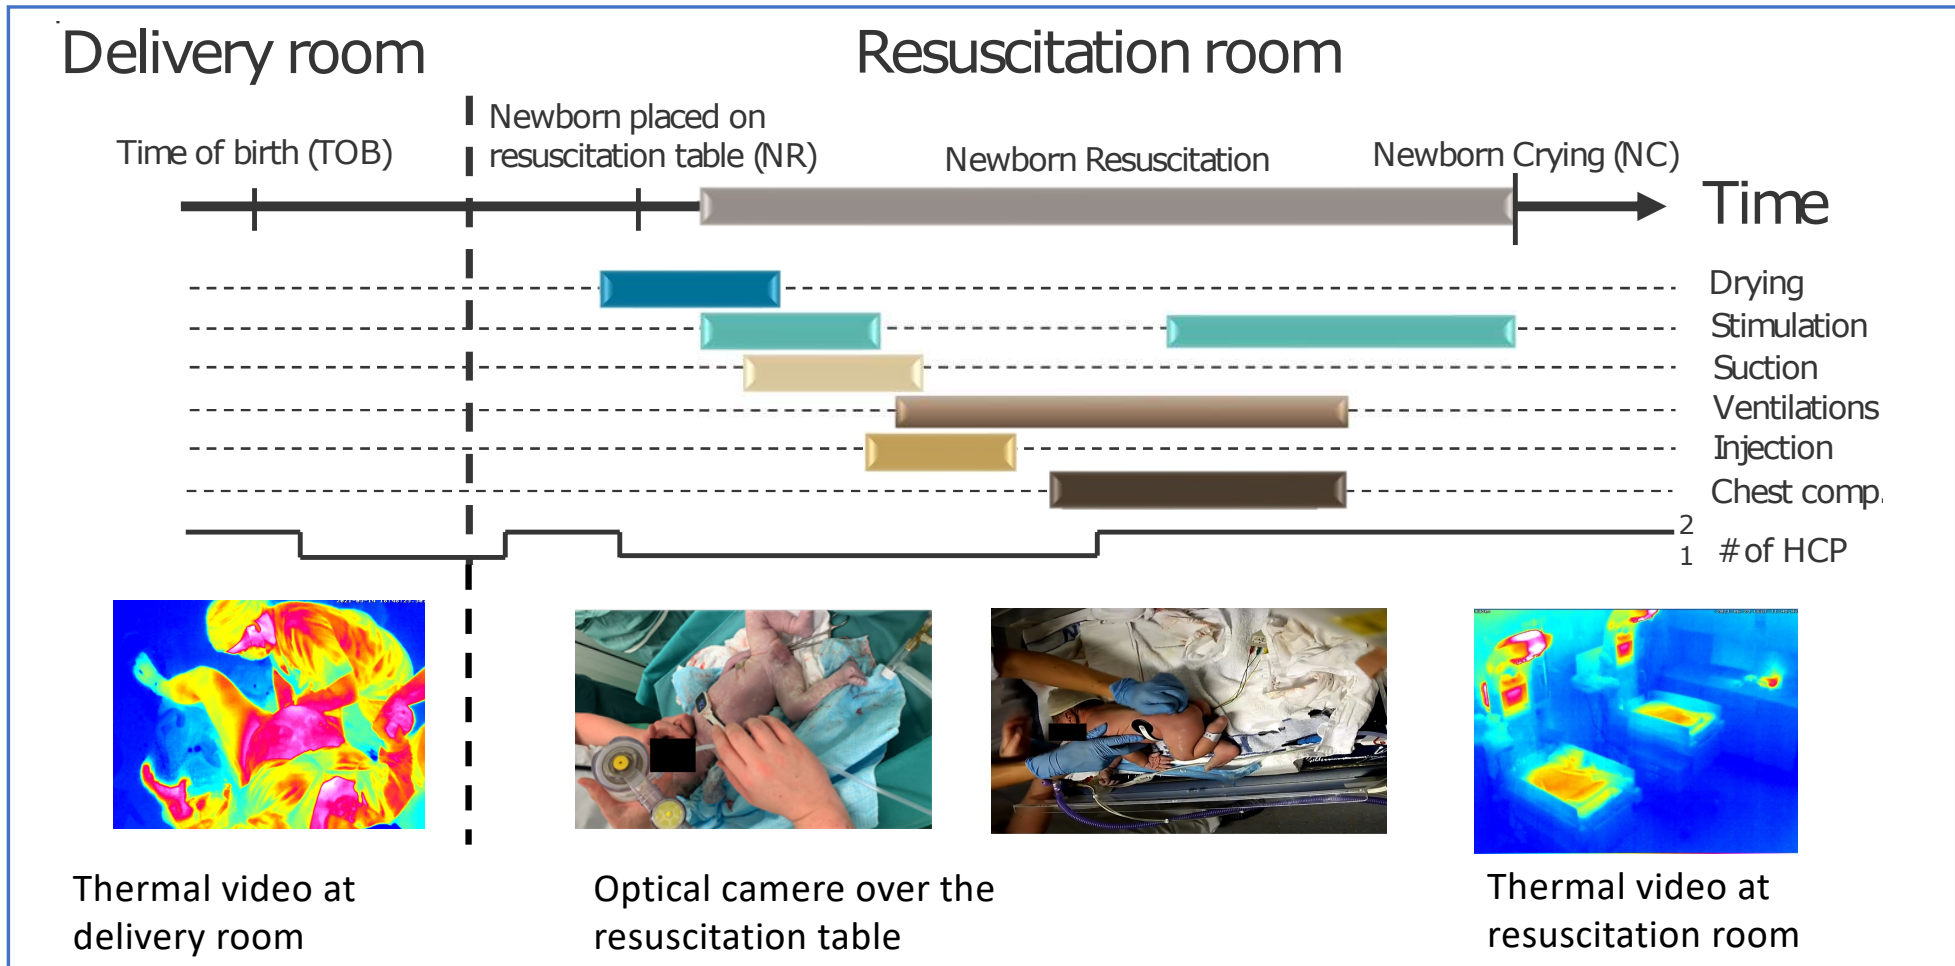 Delivery room
Resuscitation room
Time of birth (TOB)
Newborn placed on
resuscitation table (NR)
Newborn Resuscitation
Newborn Crying (NC)
Time
Drying
Stimulation
Suction
Ventilations
Injection
Chest comp.
2
1
# of HCP
Thermal video at
delivery room
Optical camere over the
resuscitation table
Thermal video at
resuscitation room